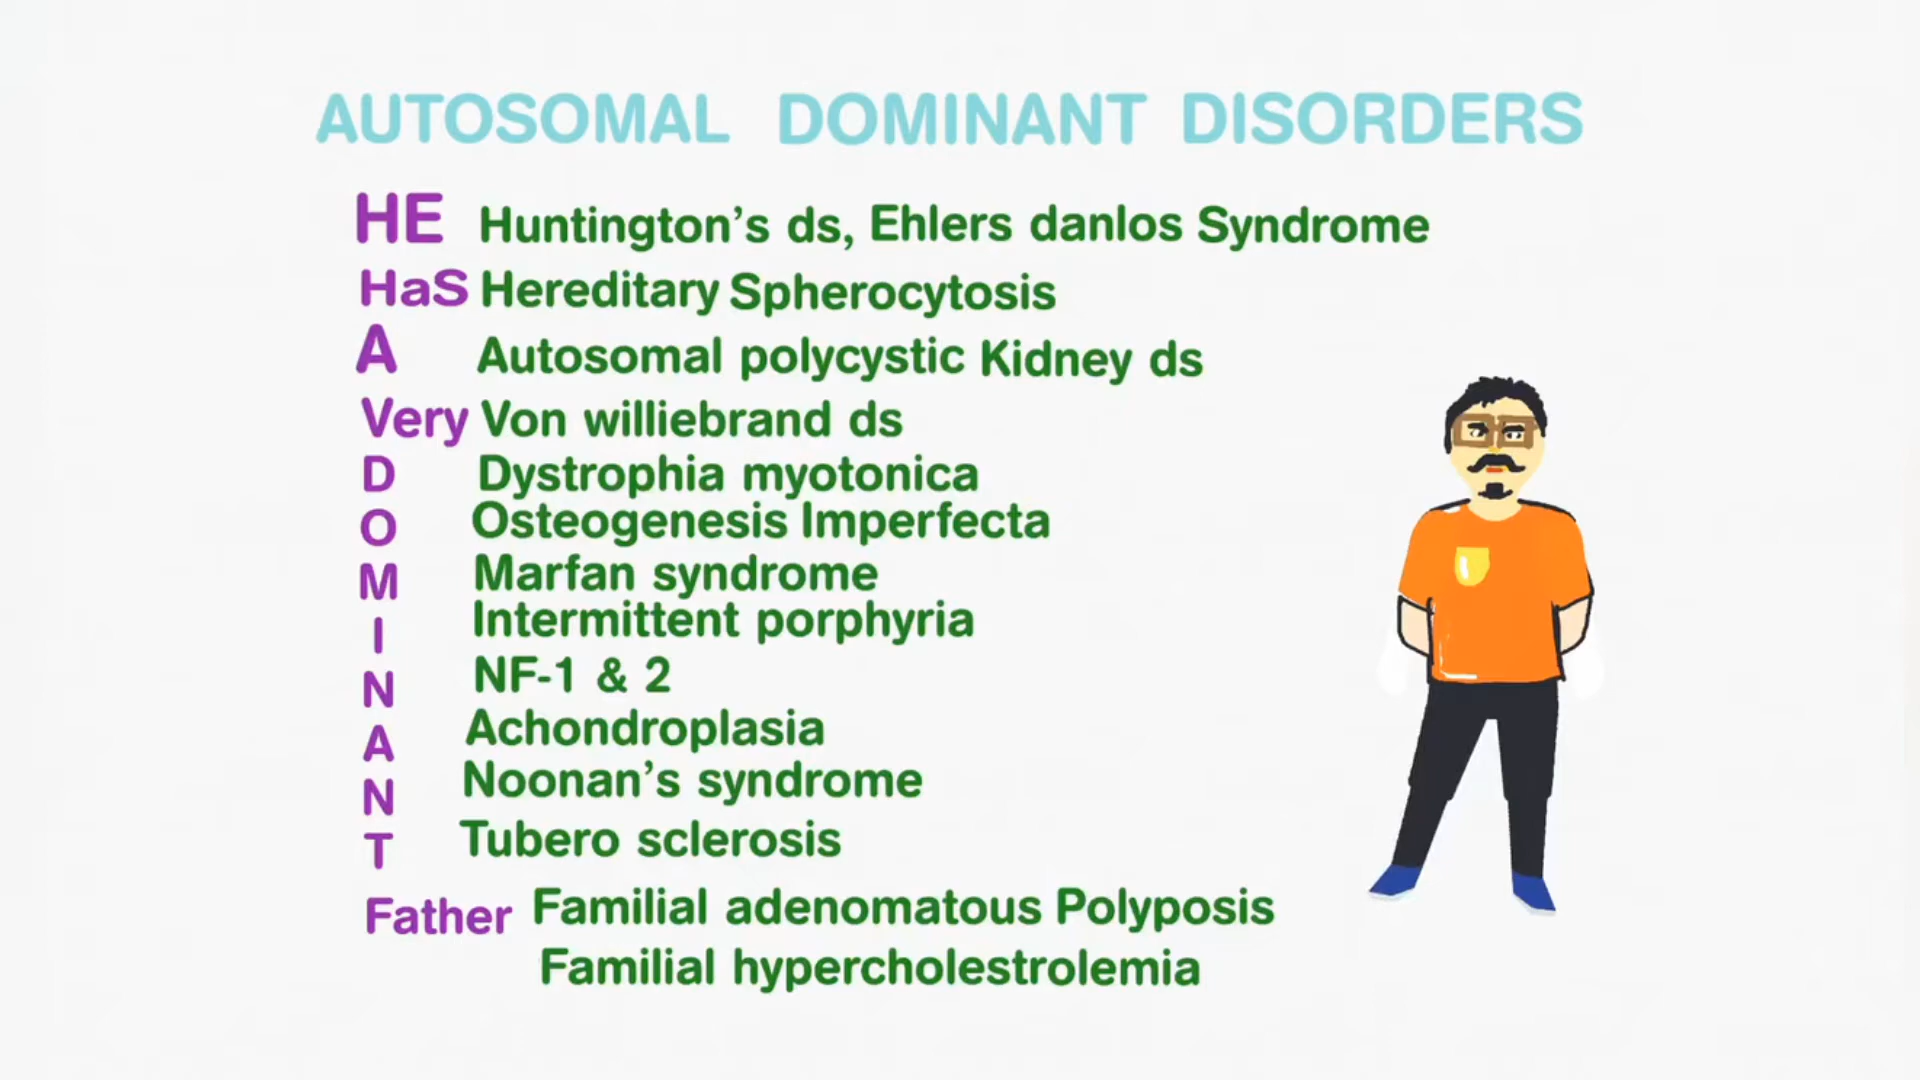 AUTOSOMAL DOMINANT DISORDERS
HE Huntington's ds, Ehlers danlos Syndrome
HaS Hereditary Spherocytosis
A Autosomal polycystic Kidney ds
Very Von williebrand ds
D Dystrophia myotonica
O Osteogenesis Imperfecta
M Marfan syndrome
I Intermittent porphyria
N NF-1 & 2
A Achondroplasia
N Noonan's syndrome
T Tubero sclerosis
Father Familial adenomatous Polyposis
Familial hypercholestrolemia